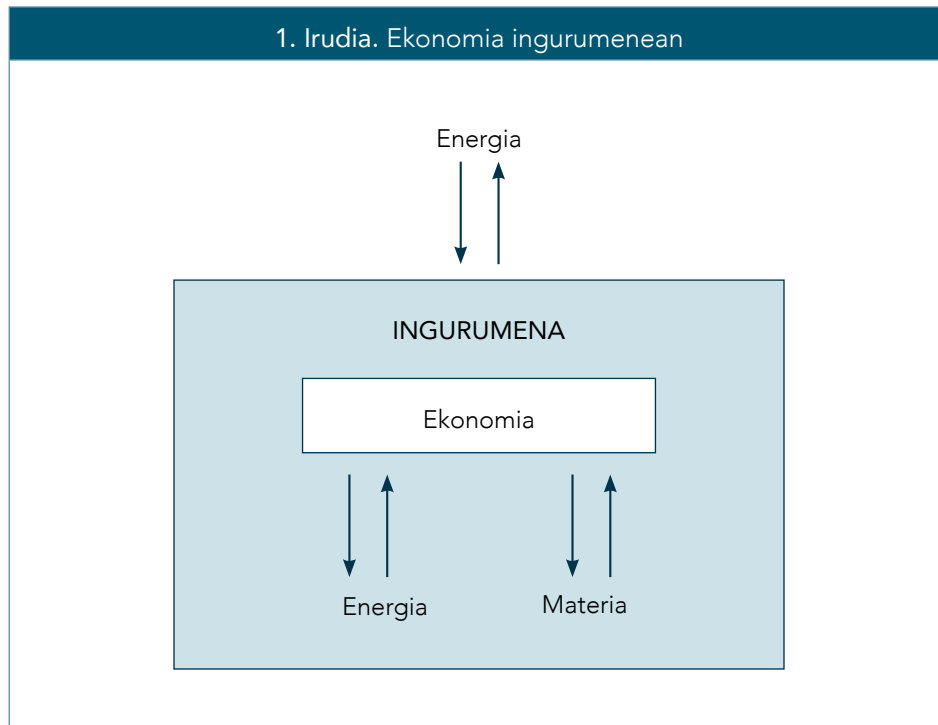 1. Irudia. Ekonomia ingurumenean
Energia
INGURUMENA
Ekonomia
Energia
Materia